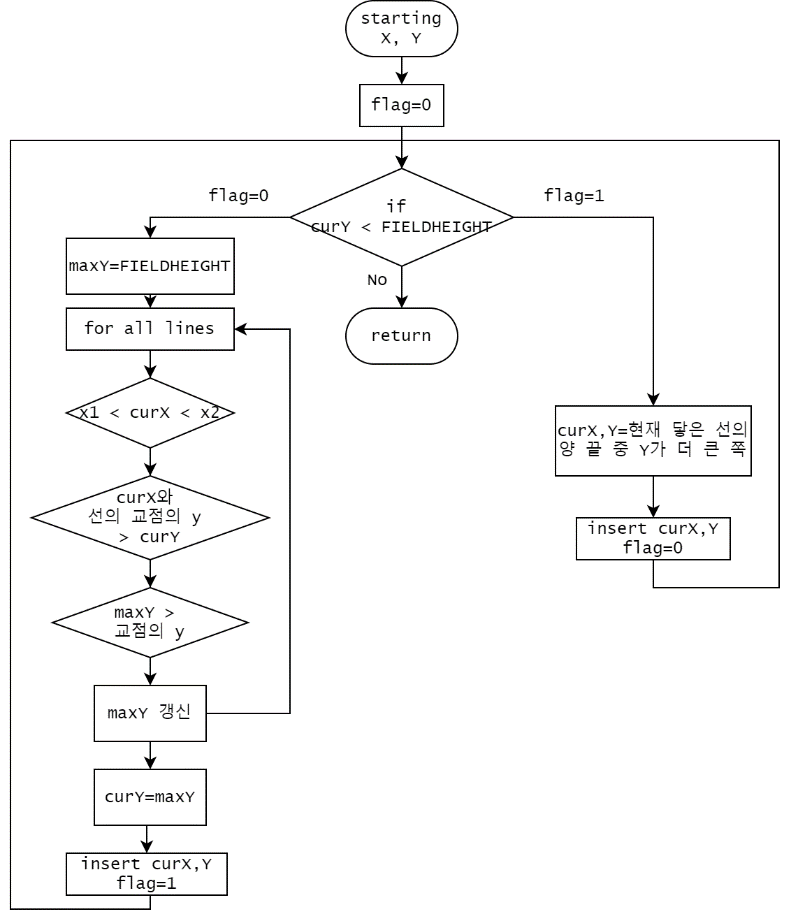 starting
X, Y
flag=0
flag=0
if
curY < FIELDHEIGHT
flag=1
No
return
maxY=FIELDHEIGHT
for all lines
x1 < curX < x2
curX와
선의 교점의 y
> curY
maxY >
교점의 y
maxY 갱신
curY=maxY
insert curX,Y
flag=1
curX,Y=현재 닿은 선의
양 끝 중 Y가 더 큰 쪽
insert curX,Y
flag=0